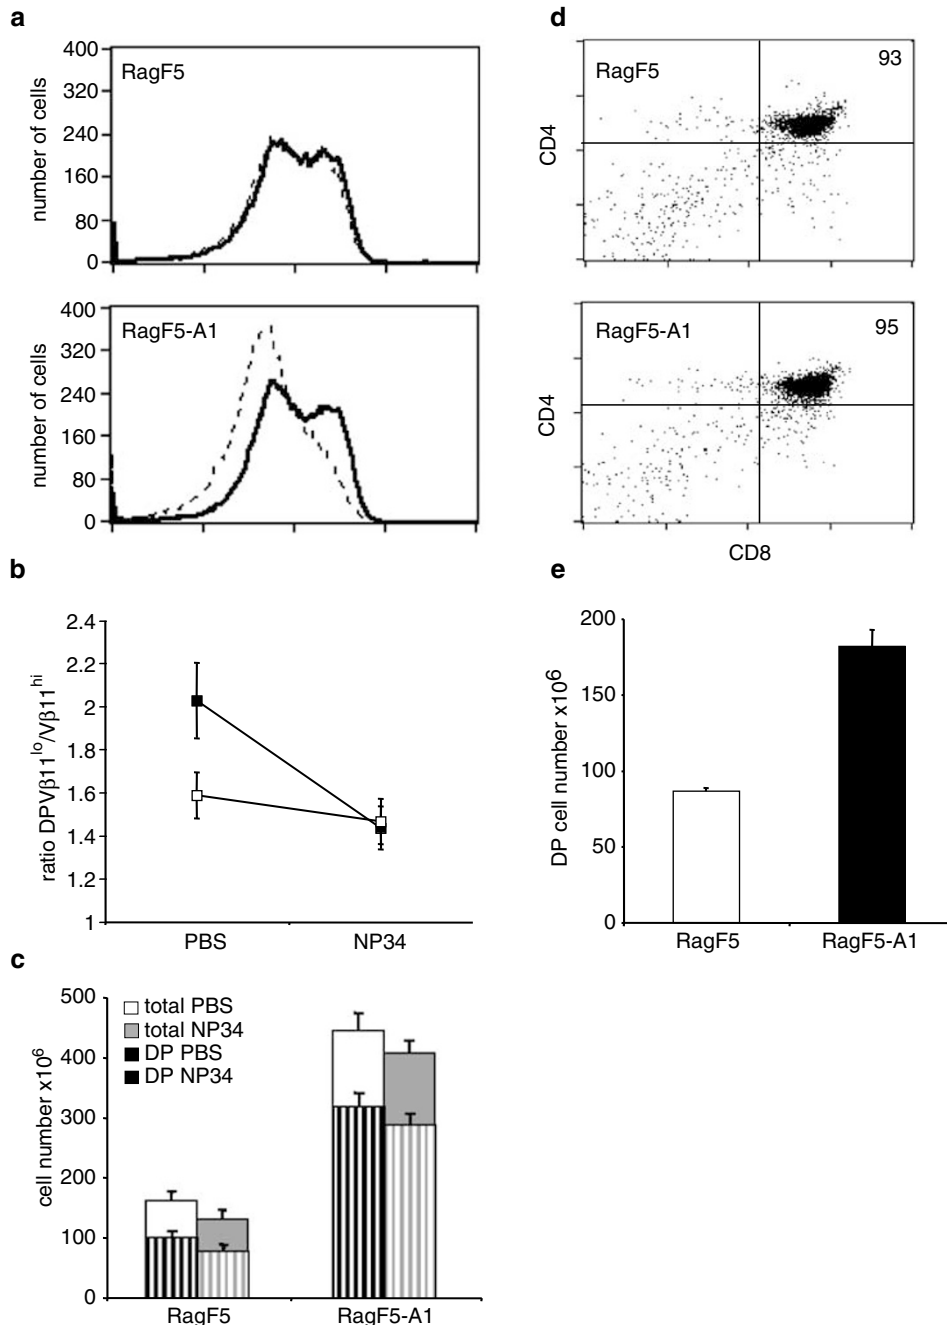 a
400
320
240
160
80
0
number of cells
RagF5
400
320
240
160
80
0
number of cells
RagF5-A1
b
2.4
2.2
2
1.8
1.6
1.4
1.2
1
ratio DPVβ11lo/Vβ11hi
PBS
NP34
c
500
400
300
200
100
0
cell number x10⁶
total PBS
total NP34
DP PBS
DP NP34
RagF5
RagF5-A1
d
RagF5
93
CD4
RagF5-A1
95
CD4
CD8
e
200
150
100
50
0
DP cell number x10⁶
RagF5
RagF5-A1